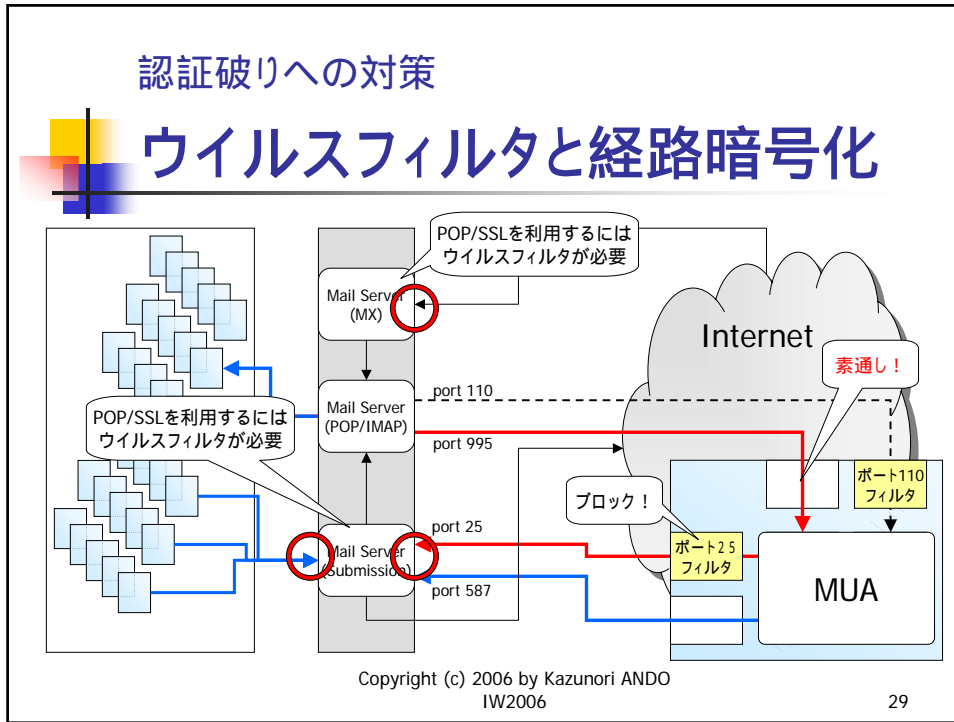 認証破りへの対策
ウイルスフィルタと経路暗号化
POP/SSLを利用するには
ウイルスフィルタが必要
Mail Server
(MX)
Internet
素通し！
port 110
Mail Server
(POP/IMAP)
port 995
POP/SSLを利用するには
ウイルスフィルタが必要
ポート110
フィルタ
ブロック！
port 25
ポート25
フィルタ
Mail Server
(Submission)
port 587
MUA
Copyright (c) 2006 by Kazunori ANDO
IW2006
29